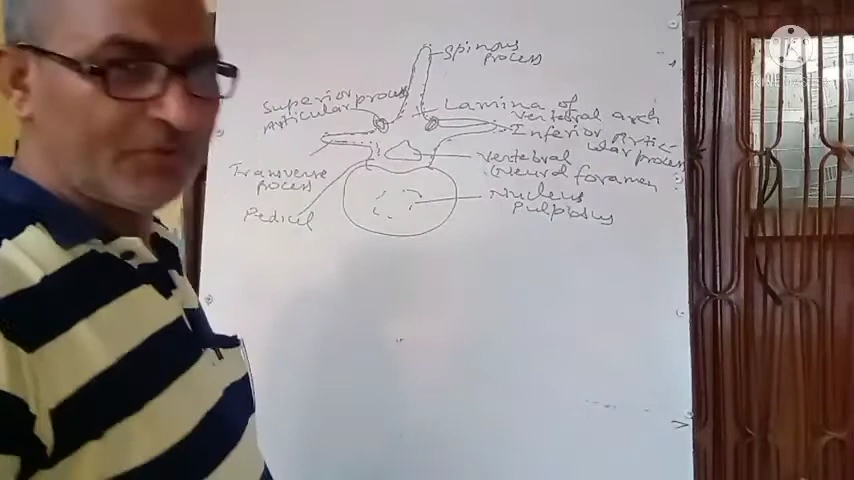 Spinous
process
Superior process
Articular
Lamina of
vertebral arch
Inferior Artic-
ular process
Transverse
process
Vertebral
(Neural foramen
Pedicel
Nucleus
Pulposus
KINEMASTER